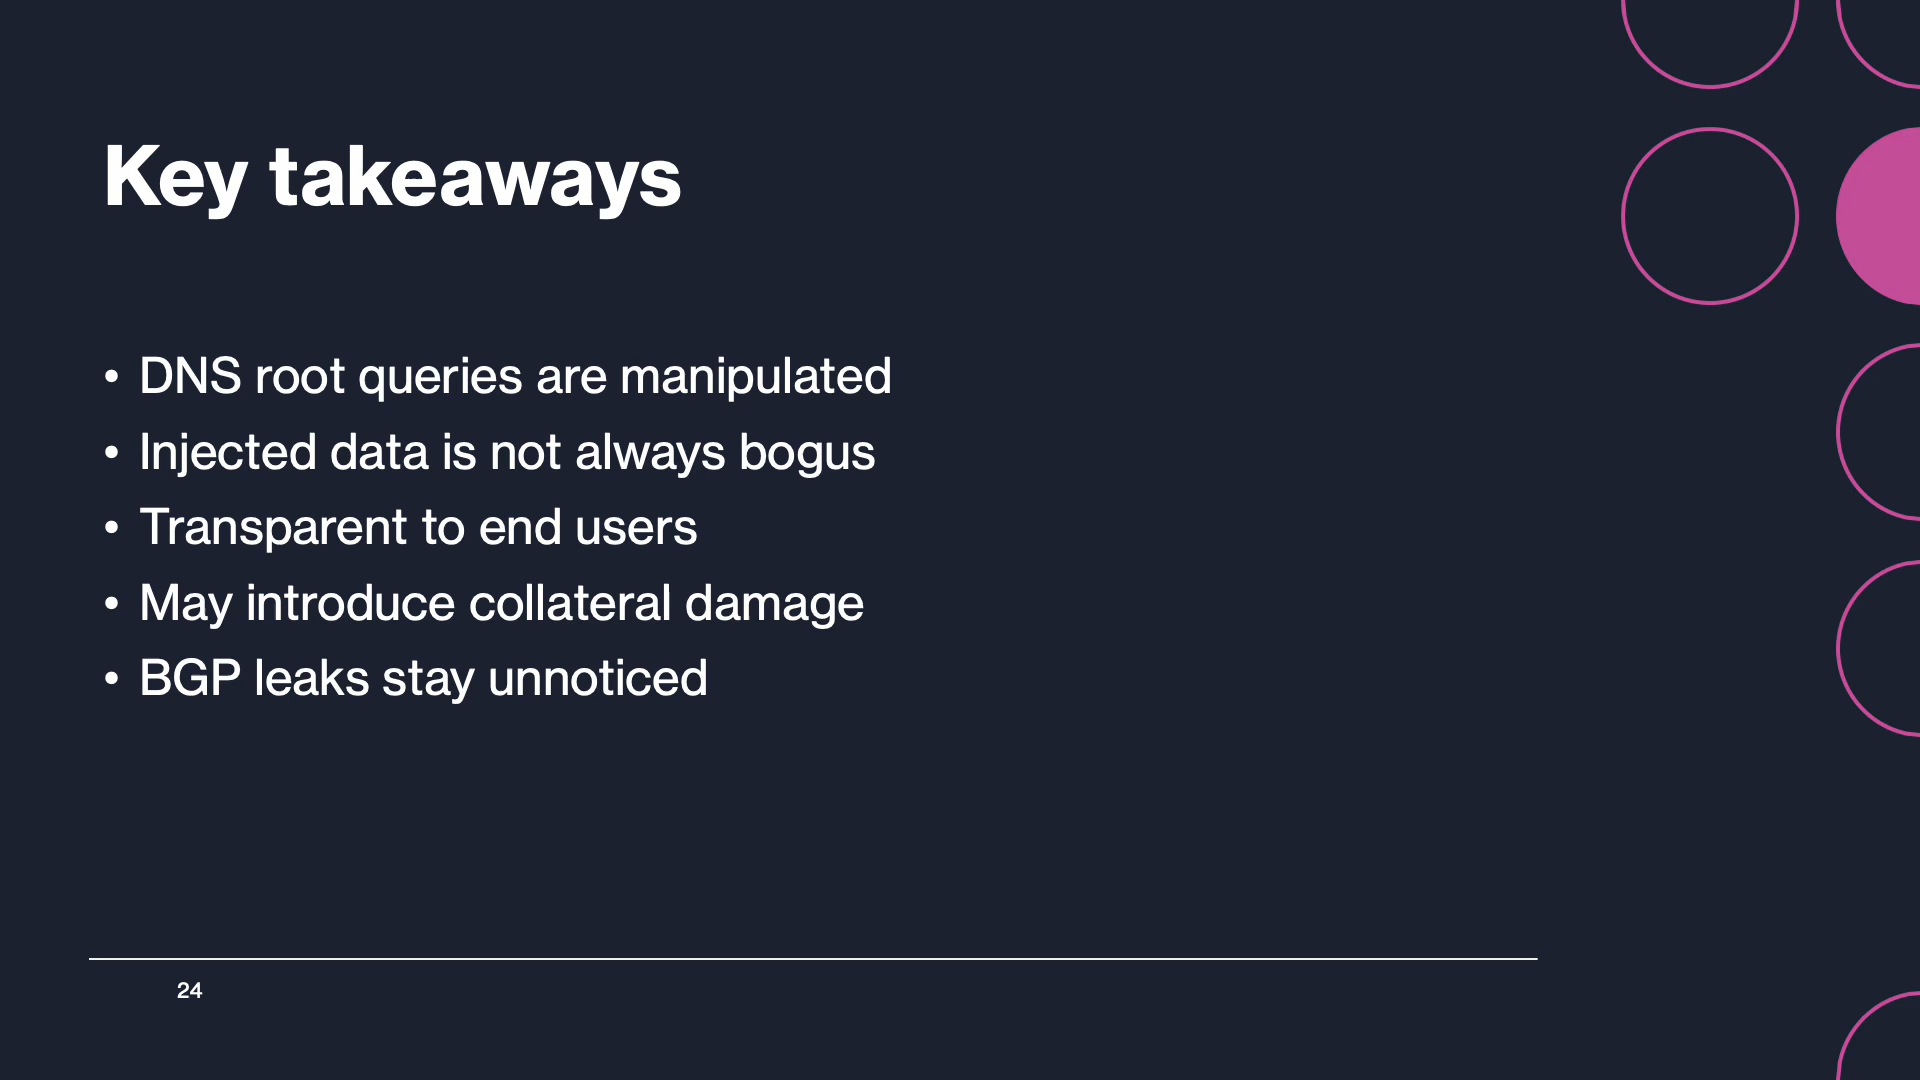 Key takeaways
• DNS root queries are manipulated
• Injected data is not always bogus
• Transparent to end users
• May introduce collateral damage
• BGP leaks stay unnoticed
24